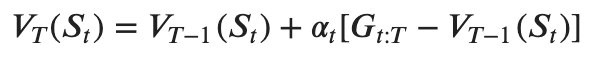 V_T(S_t) = V_{T−1}(S_t) + α_t[G_{t:T} − V_{T−1}(S_t)]